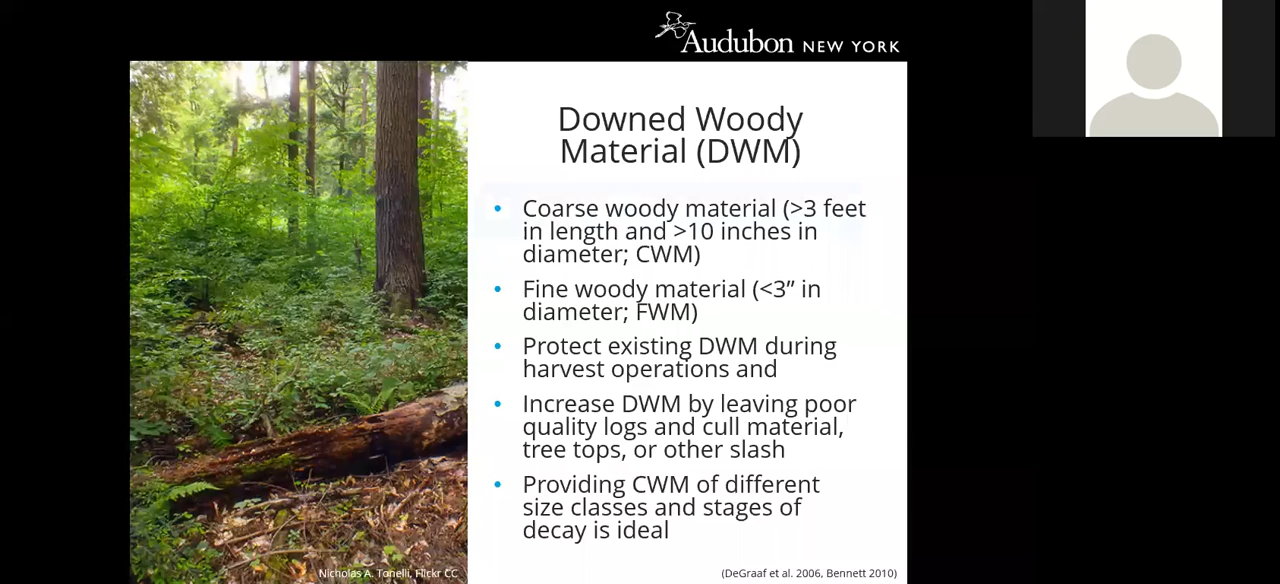 Audubon NEW YORK
Downed Woody
Material (DWM)
• Coarse woody material (>3 feet
in length and >10 inches in
diameter; CWM)
• Fine woody material (<3” in
diameter; FWM)
• Protect existing DWM during
harvest operations and
• Increase DWM by leaving poor
quality logs and cull material,
tree tops, or other slash
• Providing CWM of different
size classes and stages of
decay is ideal
Nicholas A. Tonelli, Flickr CC
(DeGraaf et al. 2006, Bennett 2010)